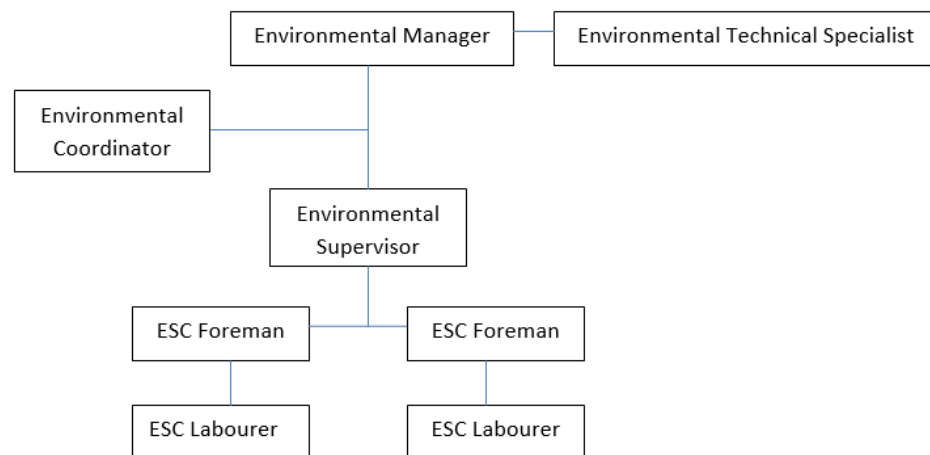 Environmental Manager
Environmental Technical Specialist
Environmental
Coordinator
Environmental
Supervisor
ESC Foreman
ESC Foreman
ESC Labourer
ESC Labourer